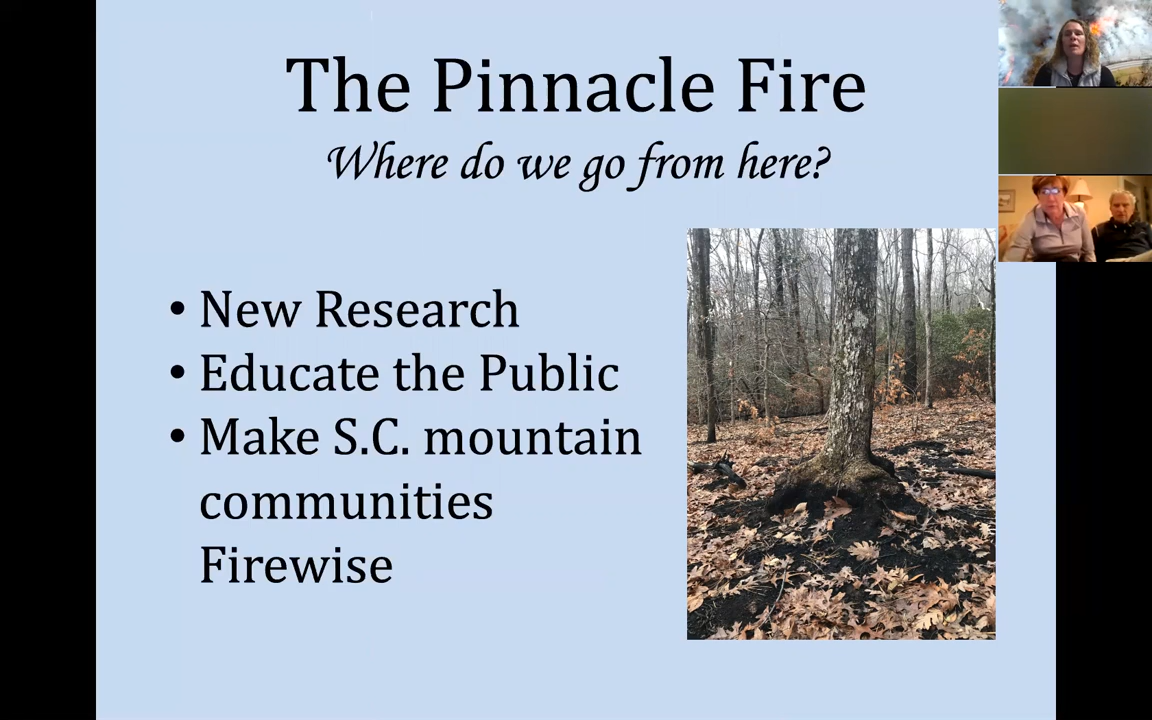 The Pinnacle Fire
Where do we go from here?
• New Research
• Educate the Public
• Make S.C. mountain
communities
Firewise